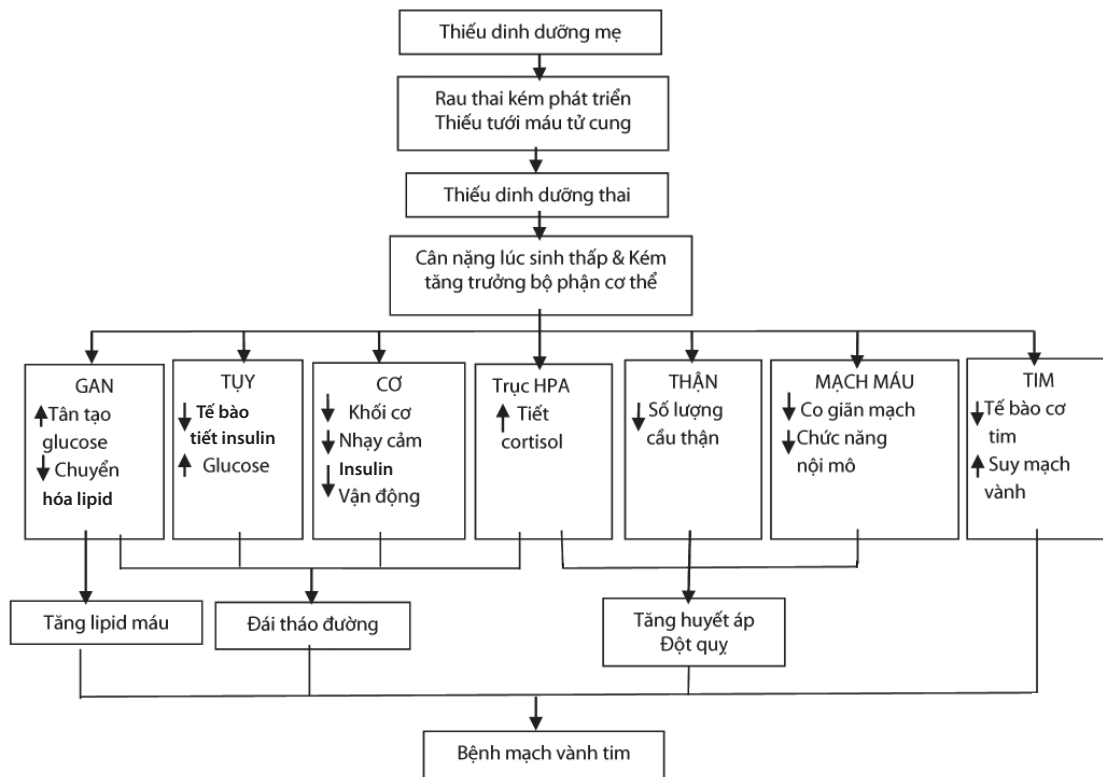 Thiếu dinh dưỡng mẹ
Rau thai kém phát triển
Thiếu tưới máu tử cung
Thiếu dinh dưỡng thai
Cân nặng lúc sinh thấp & Kém
tăng trưởng bộ phận cơ thể
GAN
Tân tạo
glucose
Chuyển
hóa lipid
TỤY
Tế bào
tiết insulin
Glucose
CƠ
Khối cơ
Nhạy cảm
Insulin
Vận động
Trục HPA
Tiết
cortisol
THẬN
Số lượng
cầu thận
MẠCH MÁU
Co giãn mạch
Chức năng
nội mô
TIM
Tế bào cơ
tim
Suy mạch
vành
Tăng lipid máu
Đái tháo đường
Tăng huyết áp
Đột quỵ
Bệnh mạch vành tim